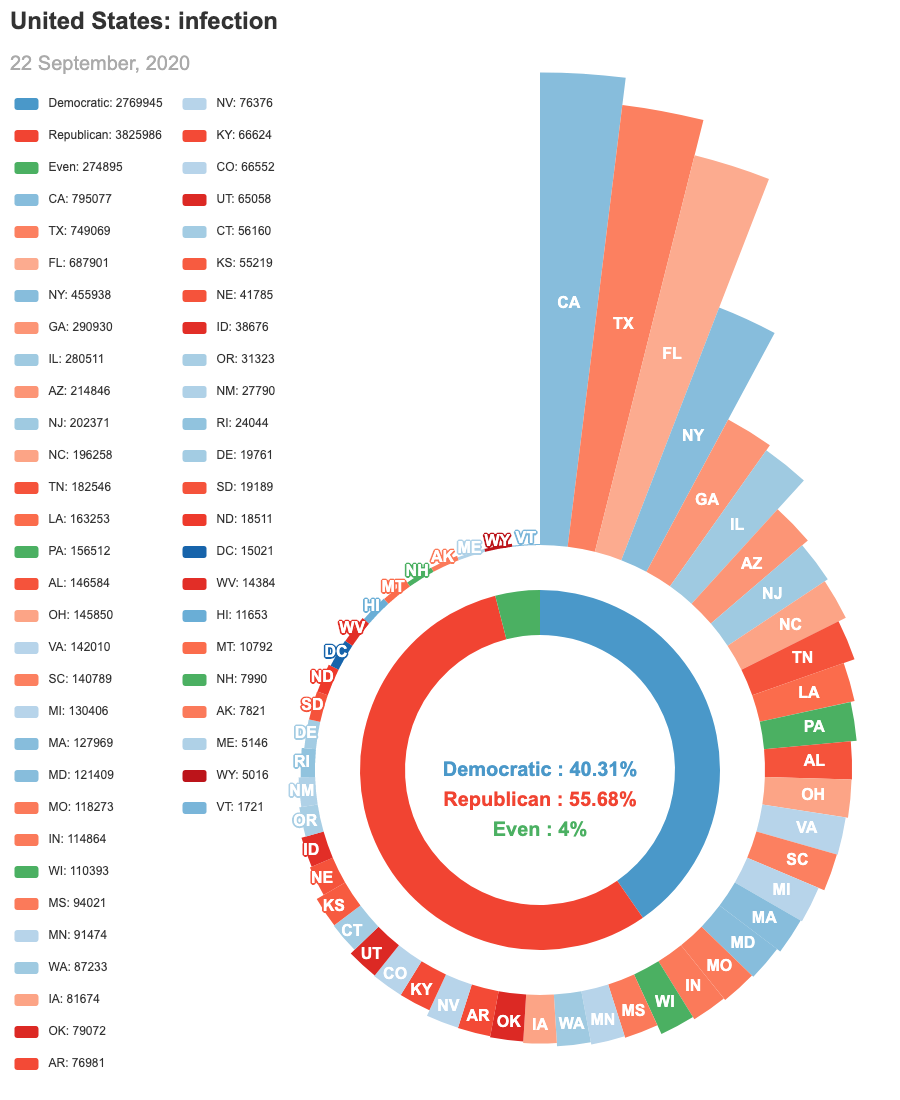 United States: infection
22 September, 2020
Democratic: 2769945
Republican: 3825986
Even: 274895
CA: 795077
TX: 749069
FL: 687901
NY: 455938
GA: 290930
IL: 280511
AZ: 214846
NJ: 202371
NC: 196258
TN: 182546
LA: 163253
PA: 156512
AL: 146584
OH: 145850
VA: 142010
SC: 140789
MI: 130406
MA: 127969
MD: 121409
MO: 118273
IN: 114864
WI: 110393
MS: 94021
MN: 91474
WA: 87233
IA: 81674
OK: 79072
AR: 76981
NV: 76376
KY: 66624
CO: 66552
UT: 65058
CT: 56160
KS: 55219
NE: 41785
ID: 38676
OR: 31323
NM: 27790
RI: 24044
DE: 19761
SD: 19189
ND: 18511
DC: 15021
WV: 14384
HI: 11653
MT: 10792
NH: 7990
AK: 7821
ME: 5146
WY: 5016
VT: 1721
CA
TX
FL
NY
GA
IL
AZ
NJ
NC
TN
LA
PA
AL
OH
VA
SC
MI
MA
MD
MO
IN
WI
MS
MN
WA
IA
OK
AR
NV
KY
CO
UT
CT
KS
NE
ID
OR
NM
RI
DE
SD
ND
DC
WV
HI
MT
NH
AK
ME
WY
VT
Democratic : 40.31%
Republican : 55.68%
Even : 4%